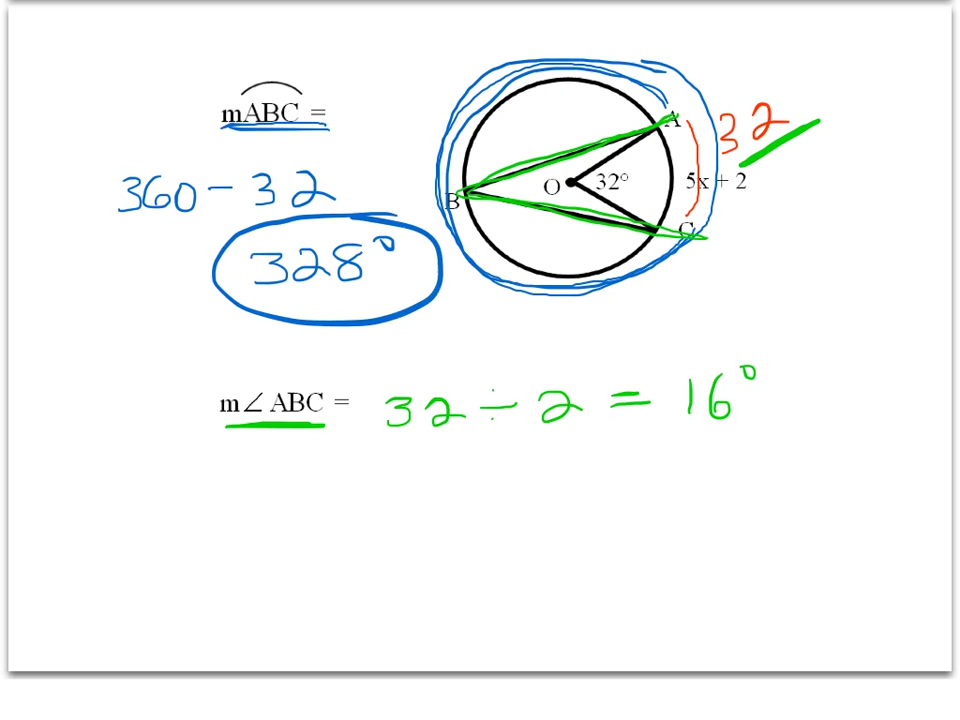 mABC =
360 - 32
328°
A
32
O
32°
5x + 2
B
C
m∠ ABC =
32 ÷ 2 = 16°